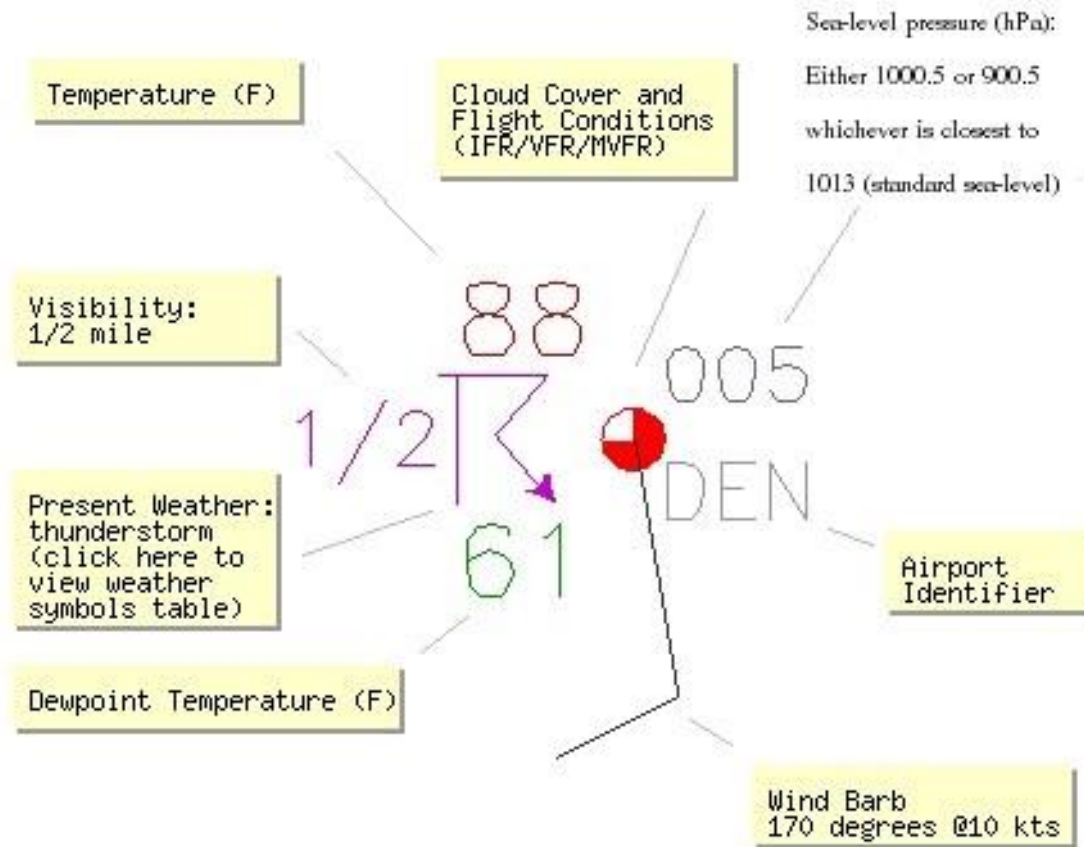 Sea-level pressure (hPa):
Either 1000.5 or 900.5
whichever is closest to
1013 (standard sea-level)
Temperature (F)
Cloud Cover and
Flight Conditions
(IFR/VFR/MVFR)
Visibility:
1/2 mile
88
005
1/2
DEN
Present Weather:
thunderstorm
(click here to
view weather
symbols table)
61
Airport
Identifier
Dewpoint Temperature (F)
Wind Barb
170 degrees @10 kts